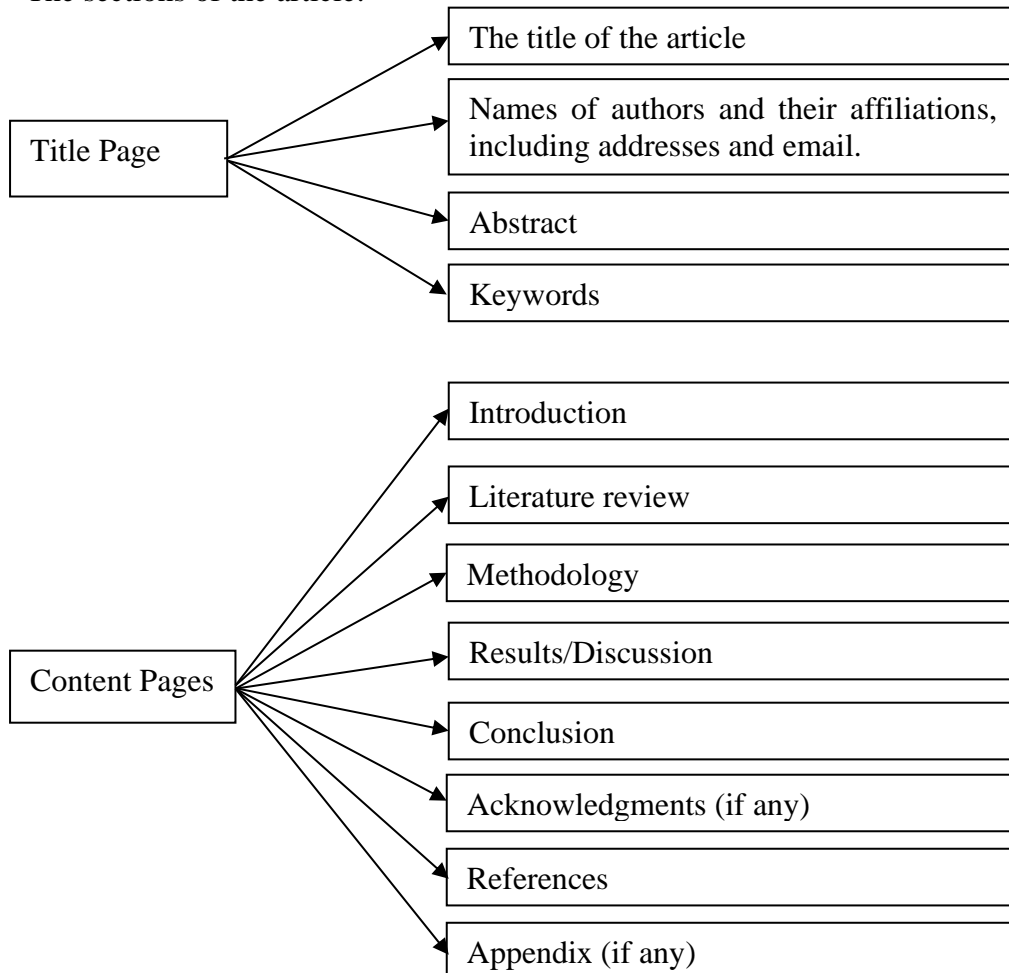 The sections of the article:
The title of the article
Names of authors and their affiliations,
including addresses and email.
Title Page
Abstract
Keywords
Introduction
Literature review
Methodology
Results/Discussion
Content Pages
Conclusion
Acknowledgments (if any)
References
Appendix (if any)